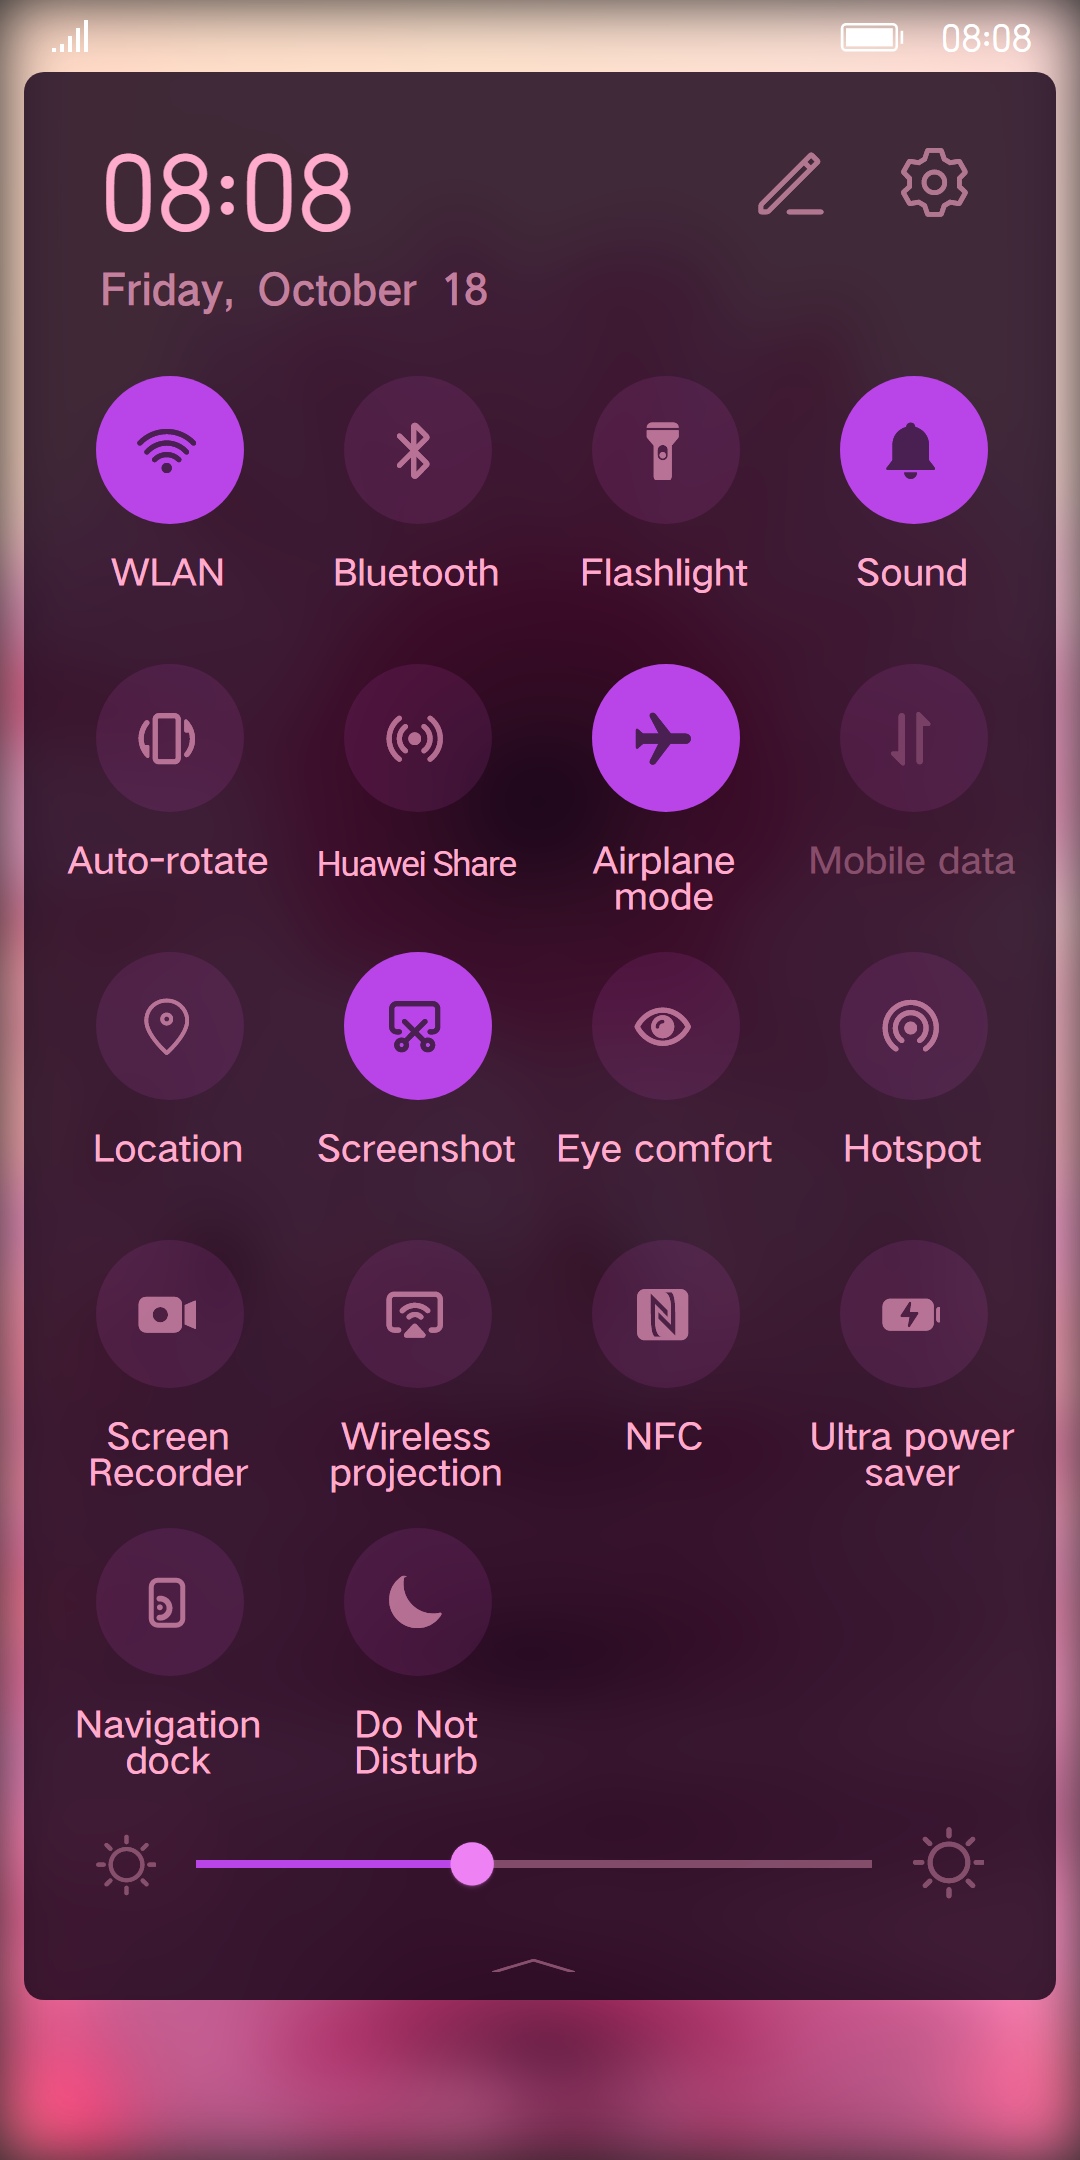 08:08
08:08
Friday, October 18
WLAN
Bluetooth
Flashlight
Sound
Auto-rotate
Huawei Share
Airplane
mode
Mobile data
Location
Screenshot
Eye comfort
Hotspot
Screen
Recorder
Wireless
projection
NFC
Ultra power
saver
Navigation
dock
Do Not
Disturb